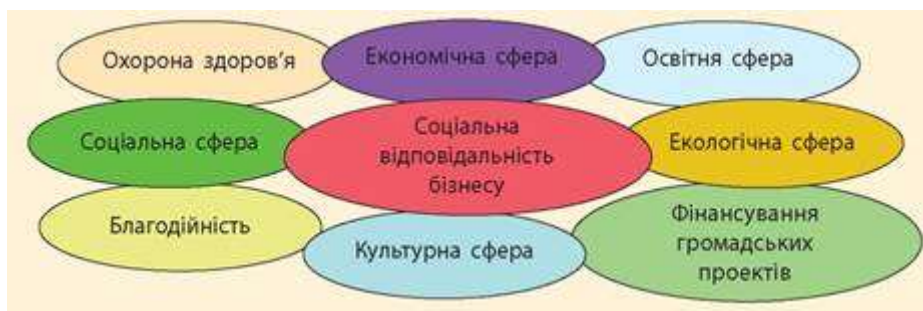 Охорона здоров'я
Економічна сфера
Освітня сфера
Соціальна сфера
Соціальна
відповідальність
бізнесу
Екологічна сфера
Благодійність
Культурна сфера
Фінансування
громадських
проектів